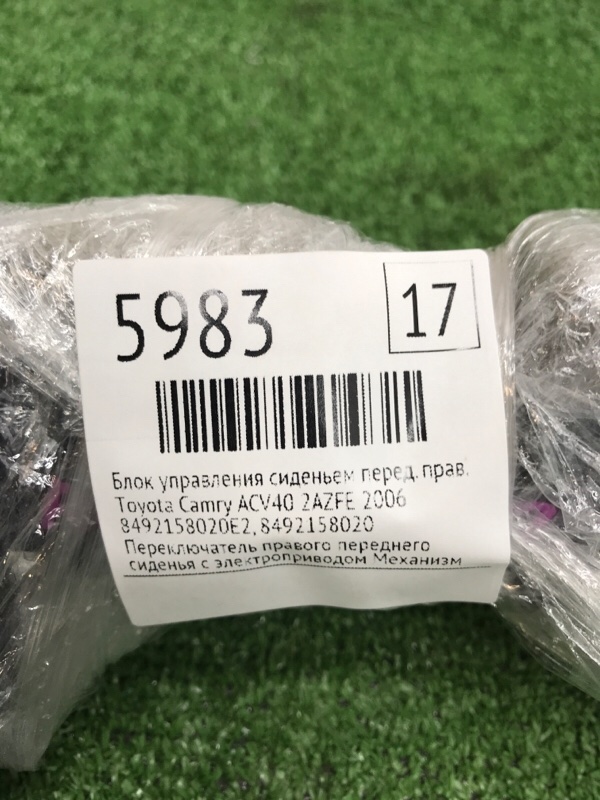 5983
17
Блок управления сиденьем перед. прав.
Toyota Camry ACV40 2AZFE 2006
8492158020E2, 8492158020
Переключатель правого переднего
сиденья с электроприводом Механизм